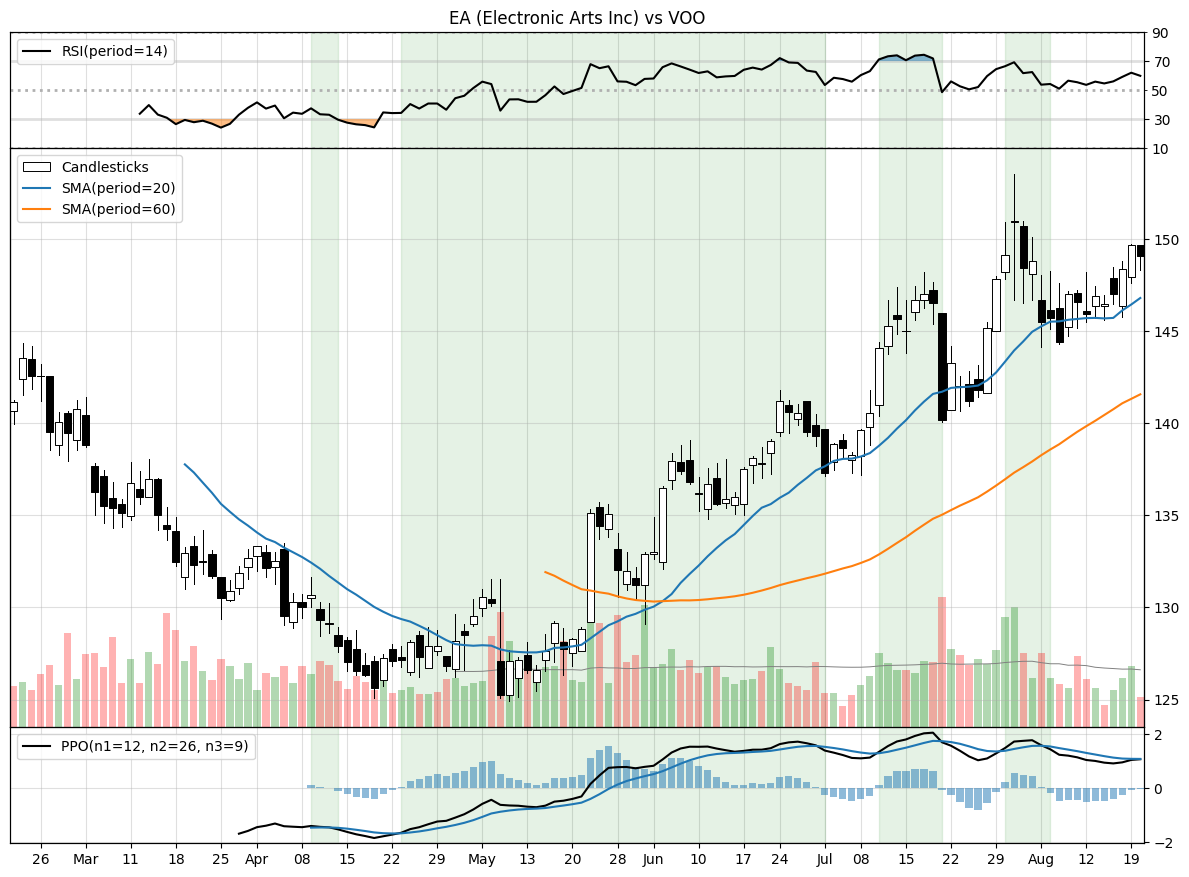 EA (Electronic Arts Inc) vs VOO
RSI(period=14)
90
70
50
30
10
Candlesticks
SMA(period=20)
SMA(period=60)
150
145
140
135
130
125
PPO(n1=12, n2=26, n3=9)
2
0
−2
26 Mar 11 18 25 Apr 08 15 22 29 May 13 20 28 Jun 10 17 24 Jul 08 15 22 29 Aug 12 19